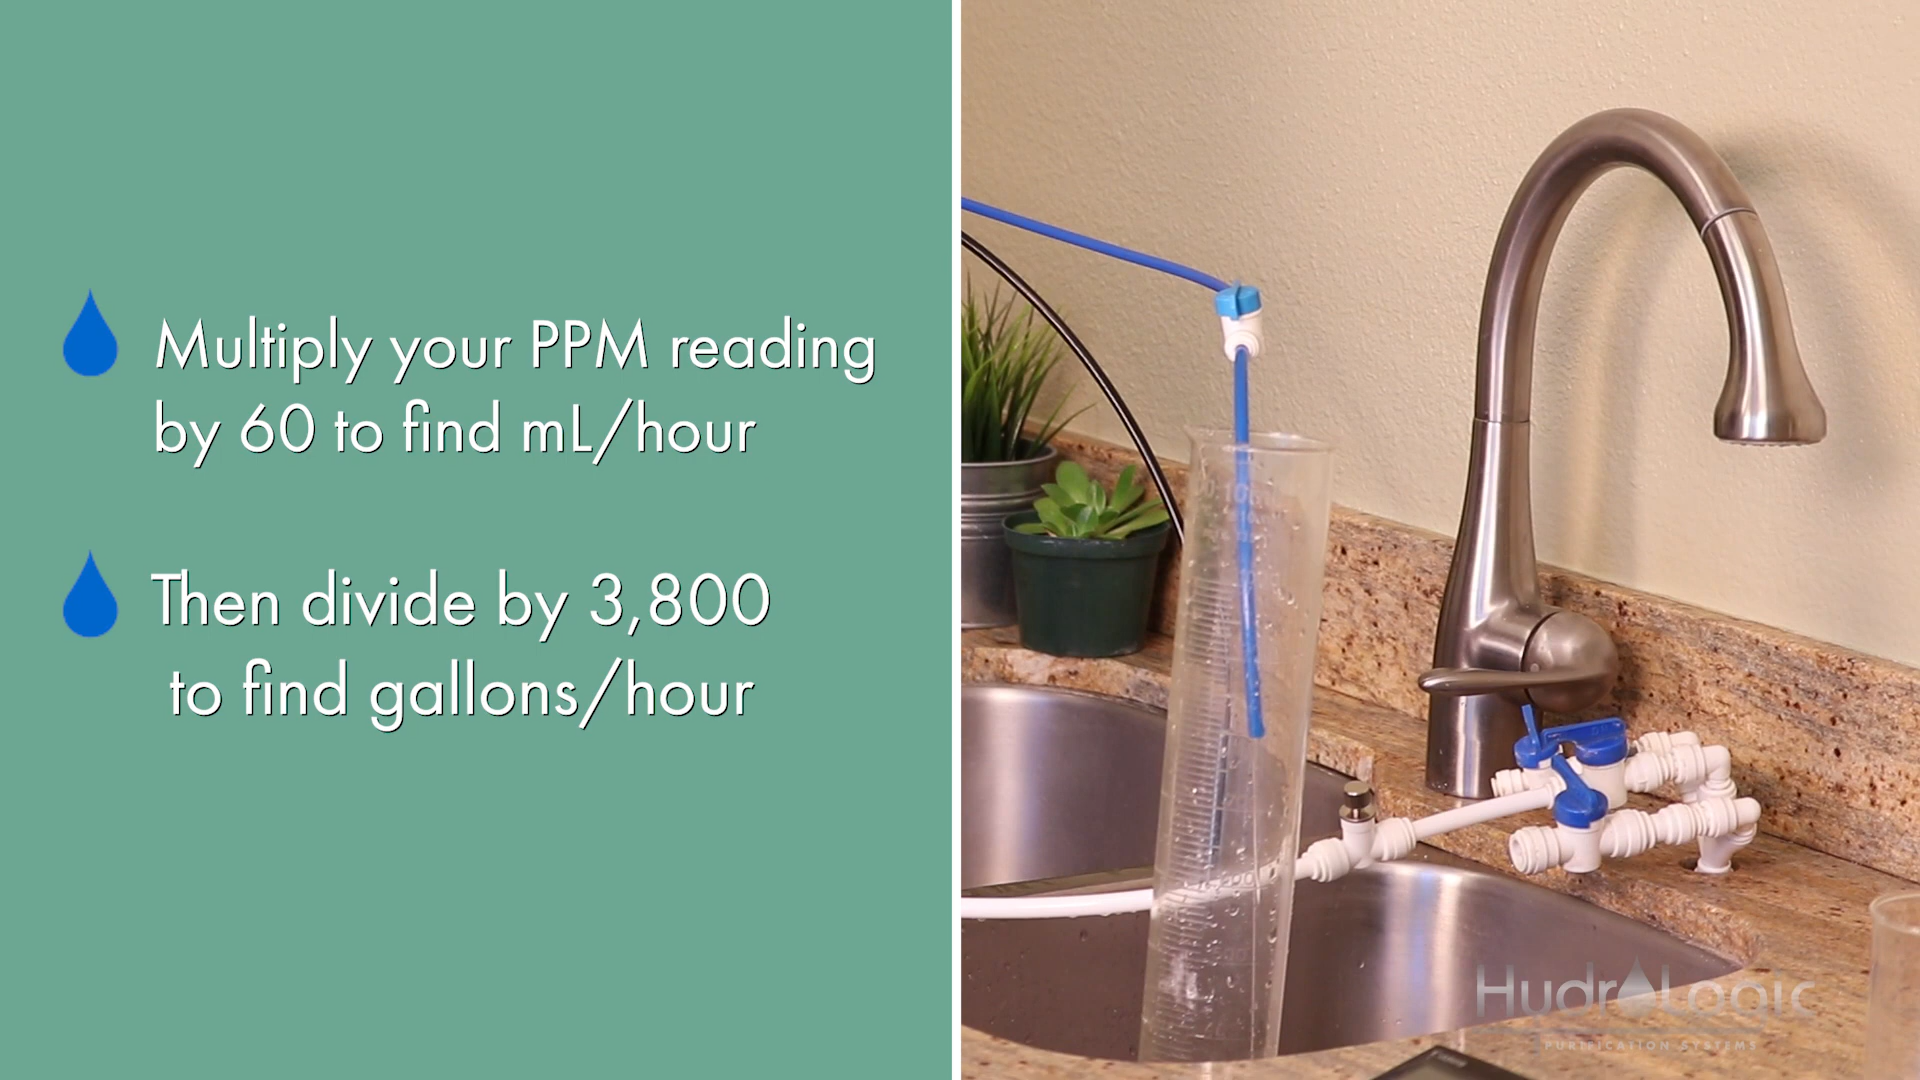 Multiply your PPM reading
by 60 to find mL/hour
Then divide by 3,800
to find gallons/hour
HydroLogic
PURIFICATION SYSTEMS